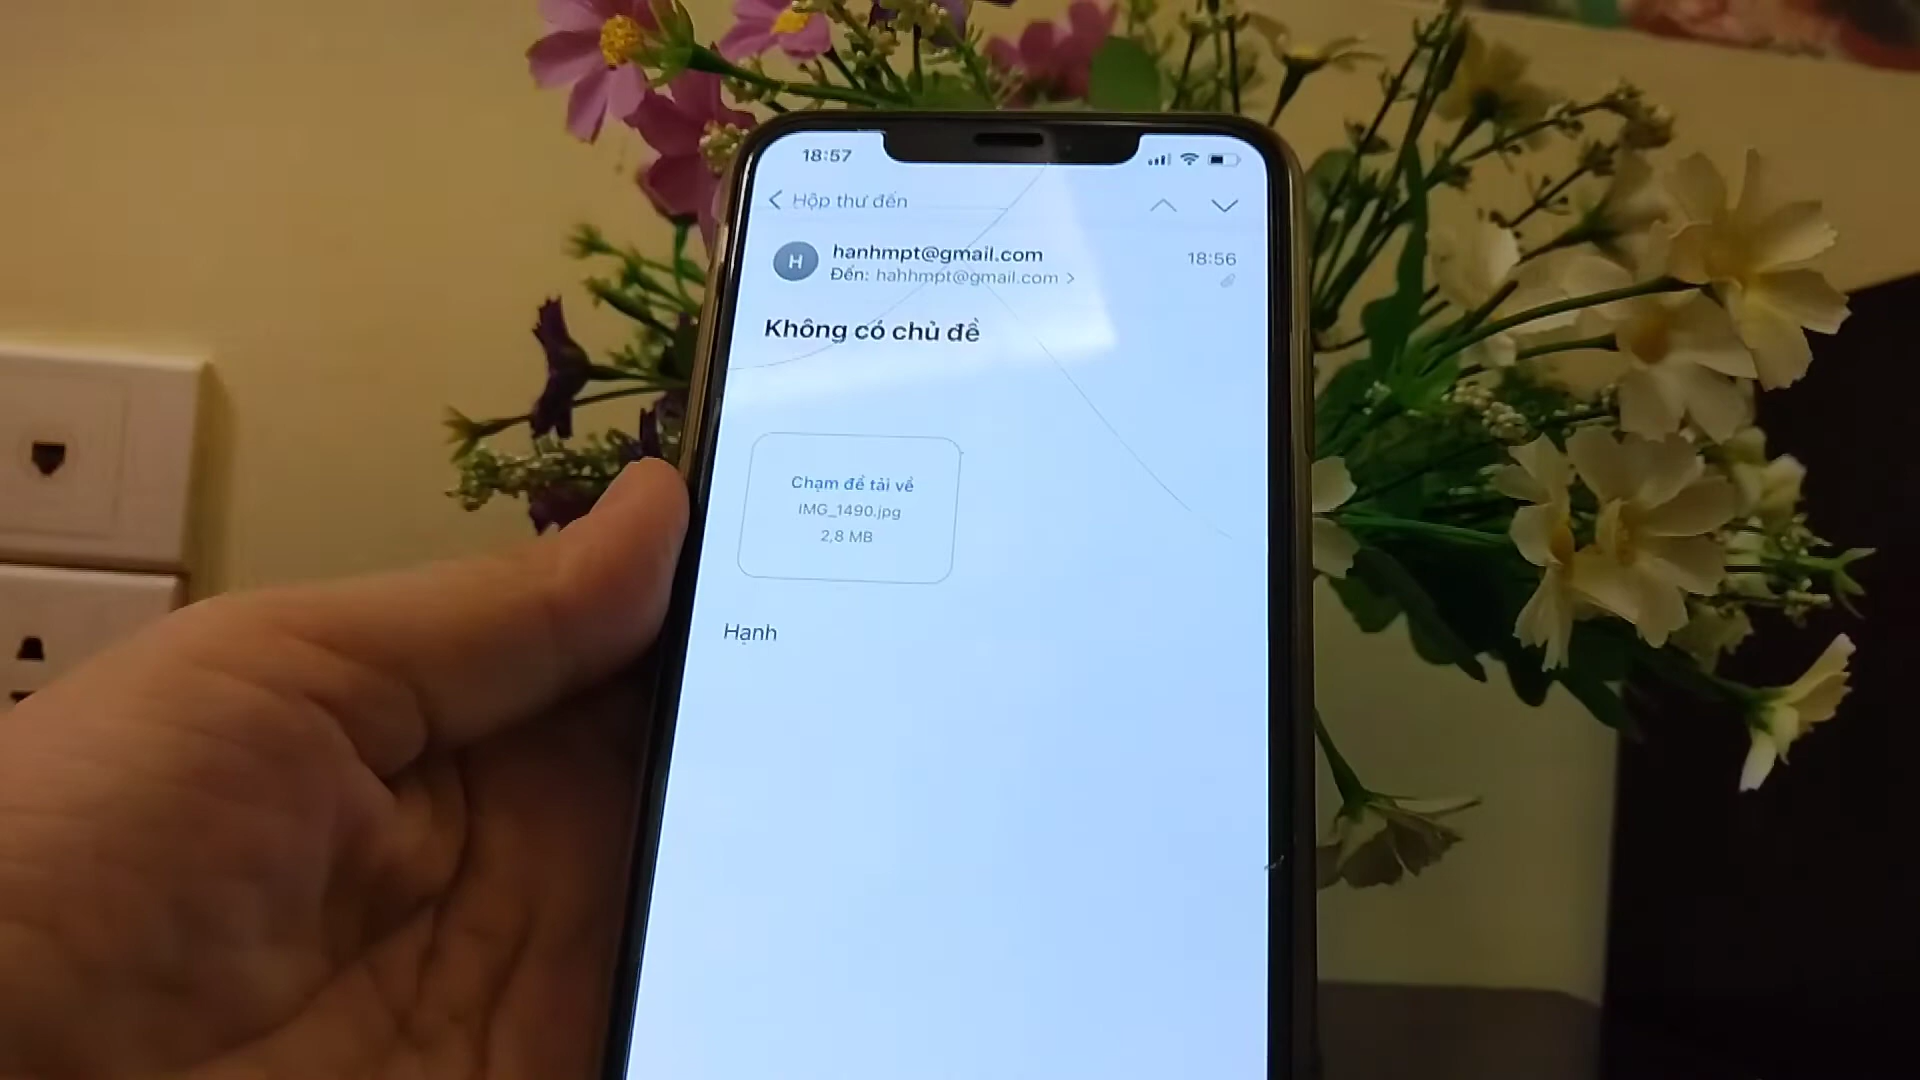 18:57
Hộp thư đến
hanhmpt@gmail.com
18:56
Đến: hahhmpt@gmail.com
Không có chủ đề
Chạm để tải về
IMG_1490.jpg
2,8 MB
Hạnh
H